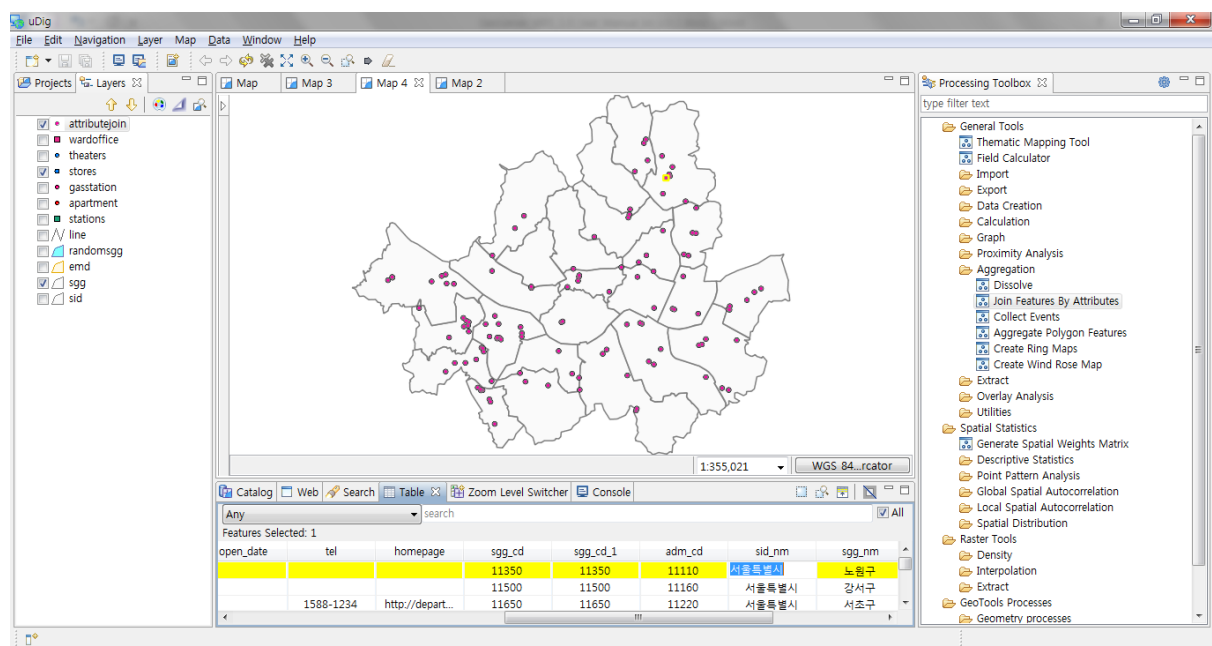 uDig
File Edit Navigation Layer Map Data Window Help
Projects Layers
Map Map 3 Map 4 Map 2
Processing Toolbox
type filter text
attributejoin
wardoffice
theaters
stores
gasstation
apartment
stations
line
randomsgg
emd
sgg
sid
General Tools
Thematic Mapping Tool
Field Calculator
Import
Export
Data Creation
Calculation
Graph
Proximity Analysis
Aggregation
Dissolve
Join Features By Attributes
Collect Events
Aggregate Polygon Features
Create Ring Maps
Create Wind Rose Map
Extract
Overlay Analysis
Utilities
Spatial Statistics
Generate Spatial Weights Matrix
Descriptive Statistics
Point Pattern Analysis
Global Spatial Autocorrelation
Local Spatial Autocorrelation
Spatial Distribution
Raster Tools
Density
Interpolation
Extract
GeoTools Processes
Geometry processes
1:355,021 WGS 84...rcator
Catalog Web Search Table Zoom Level Switcher Console
Any search All
Features Selected: 1
open_date tel homepage sgg_cd sgg_cd_1 adm_cd sid_nm sgg_nm
11350 11350 11110 서울특별시 노원구
11500 11500 11160 서울특별시 강서구
1588-1234 http://depart... 11650 11650 11220 서울특별시 서초구